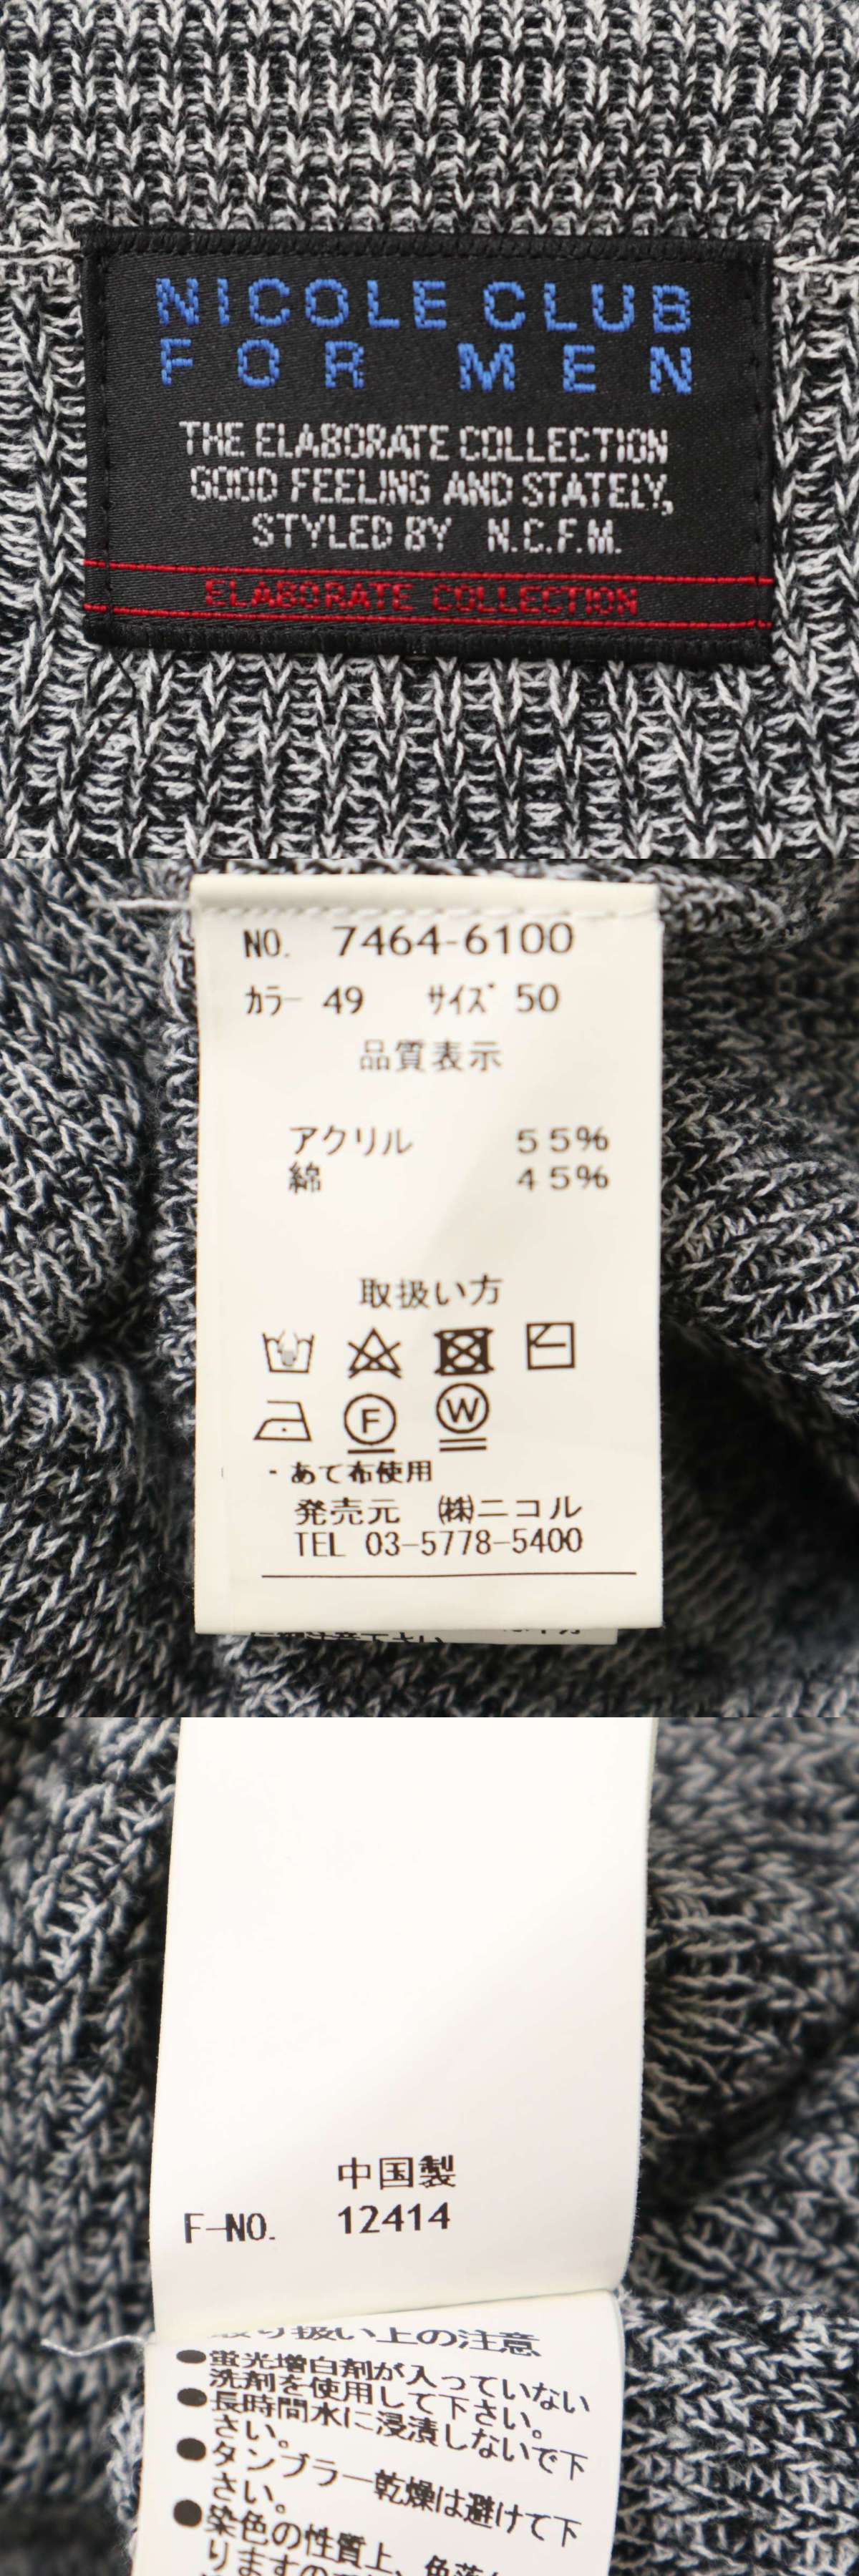 NICOLE CLUB
FOR MEN
THE ELABORATE COLLECTION
GOOD FEELING AND STATELY,
STYLED BY N.C.F.M.
ELABORATE COLLECTION
NO. 7464-6100
カラー 49 サイズ 50
品質表示
アクリル 55%
綿 45%
取扱い方
F W
・あて布使用
発売元 ㈱ニコル
TEL 03-5778-5400
中国製
F-NO. 12414
取り扱い上の注意
●蛍光増白剤が入っていない
洗剤を使用して下さい。
●長時間水に浸漬しないで下
さい。
●タンブラー乾燥は避けて下
さい。
●染色の性質上、色落
りますの